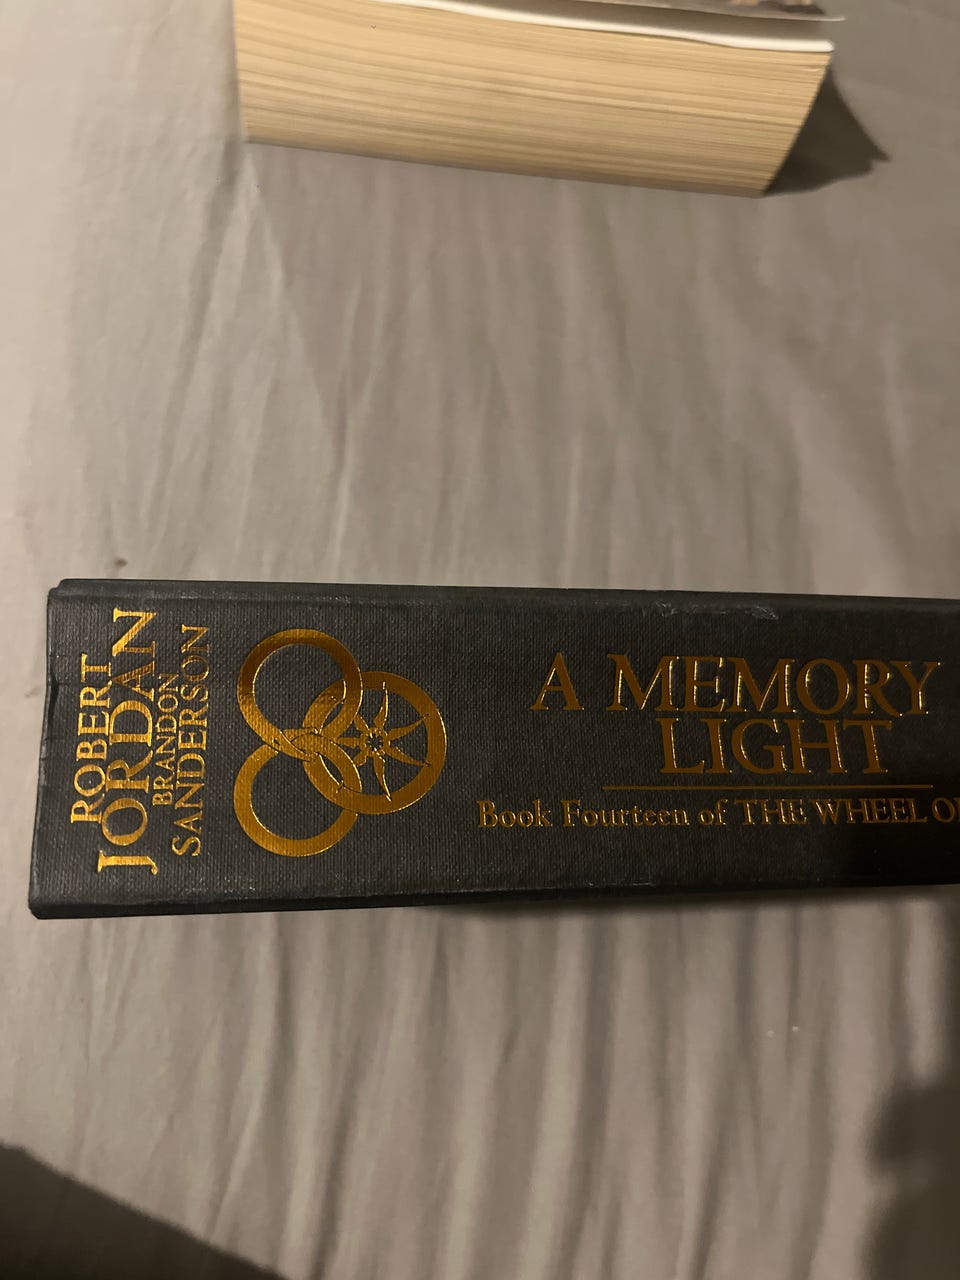 ROBERT
JORDAN
BRANDON
SANDERSON
A MEMORY
LIGHT
Book Fourteen of THE WHEEL O